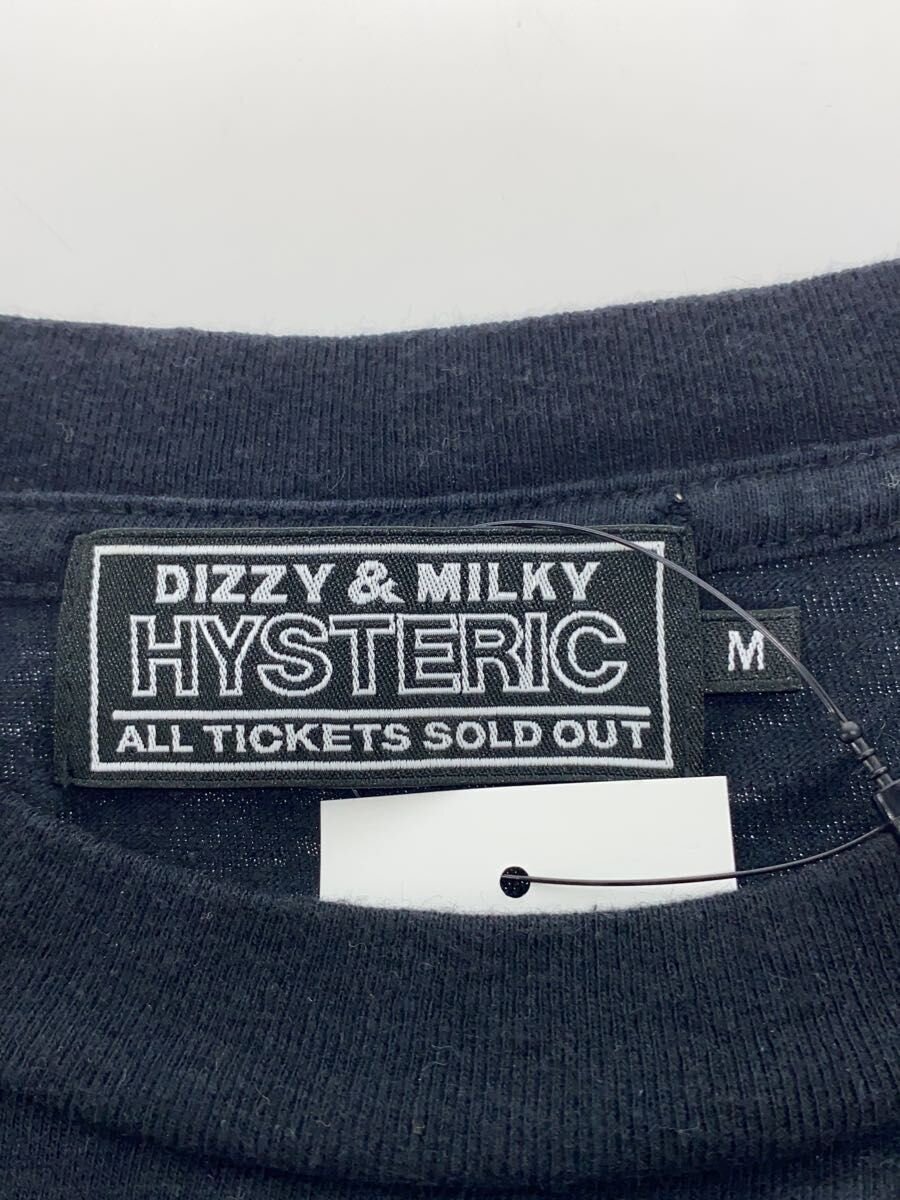 DIZZY & MILKY
HYSTERIC
ALL TICKETS SOLD OUT
M